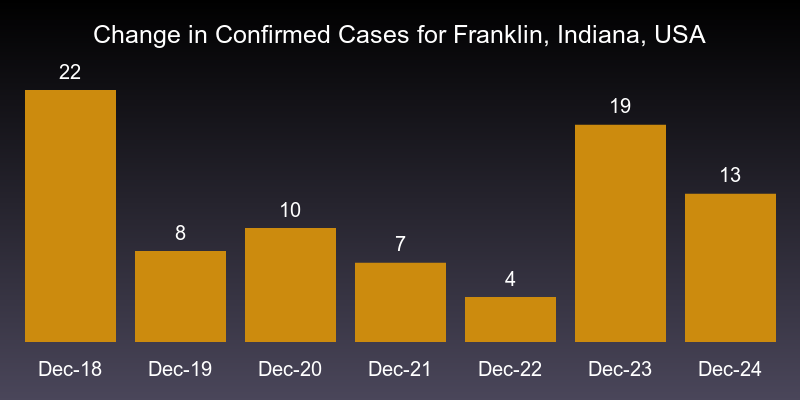 Change in Confirmed Cases for Franklin, Indiana, USA
22
8
10
7
4
19
13
Dec-18
Dec-19
Dec-20
Dec-21
Dec-22
Dec-23
Dec-24